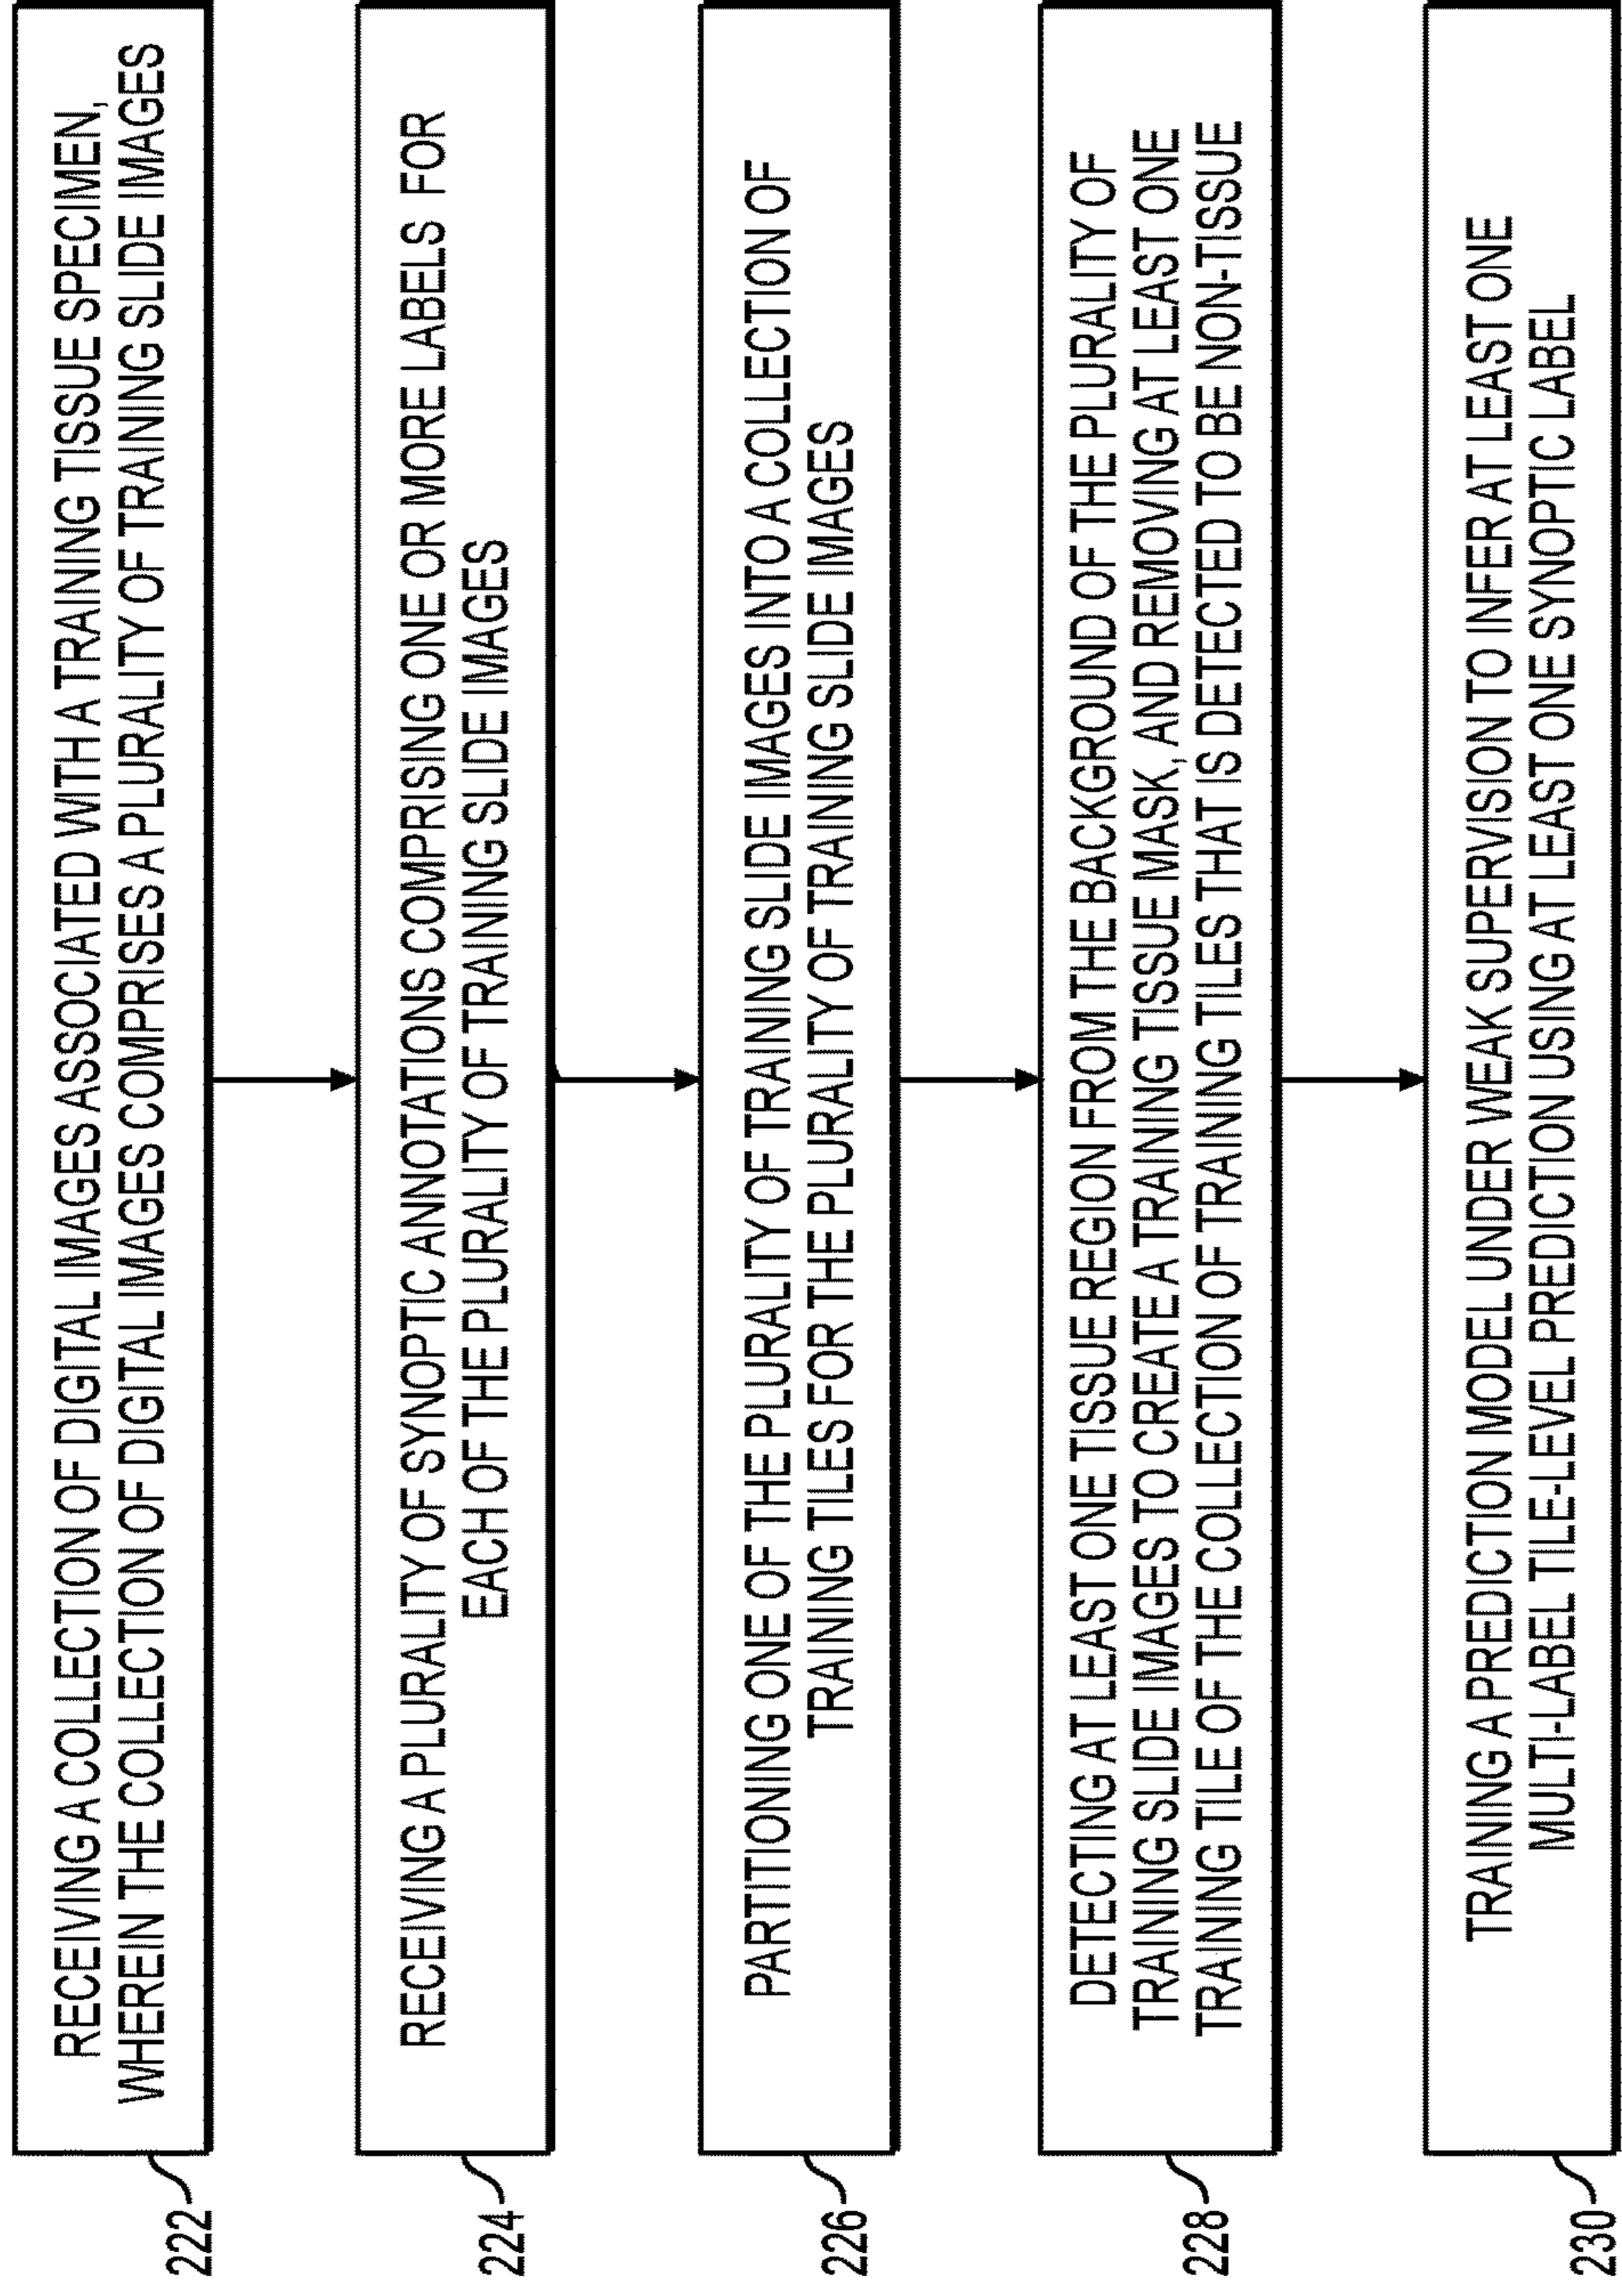 222
RECEIVING A COLLECTION OF DIGITAL IMAGES ASSOCIATED WITH A TRAINING TISSUE SPECIMEN,
WHEREIN THE COLLECTION OF DIGITAL IMAGES COMPRISES A PLURALITY OF TRAINING SLIDE IMAGES
224
RECEIVING A PLURALITY OF SYNOPTIC ANNOTATIONS COMPRISING ONE OR MORE LABELS FOR
EACH OF THE PLURALITY OF TRAINING SLIDE IMAGES
226
PARTITIONING ONE OF THE PLURALITY OF TRAINING SLIDE IMAGES INTO A COLLECTION OF
TRAINING TILES FOR THE PLURALITY OF TRAINING SLIDE IMAGES
228
DETECTING AT LEAST ONE TISSUE REGION FROM THE BACKGROUND OF THE PLURALITY OF
TRAINING SLIDE IMAGES TO CREATE A TRAINING TISSUE MASK, AND REMOVING AT LEAST ONE
TRAINING TILE OF THE COLLECTION OF TRAINING TILES THAT IS DETECTED TO BE NON-TISSUE
230
TRAINING A PREDICTION MODEL UNDER WEAK SUPERVISION TO INFER AT LEAST ONE
MULTI-LABEL TILE-LEVEL PREDICTION USING AT LEAST ONE SYNOPTIC LABEL